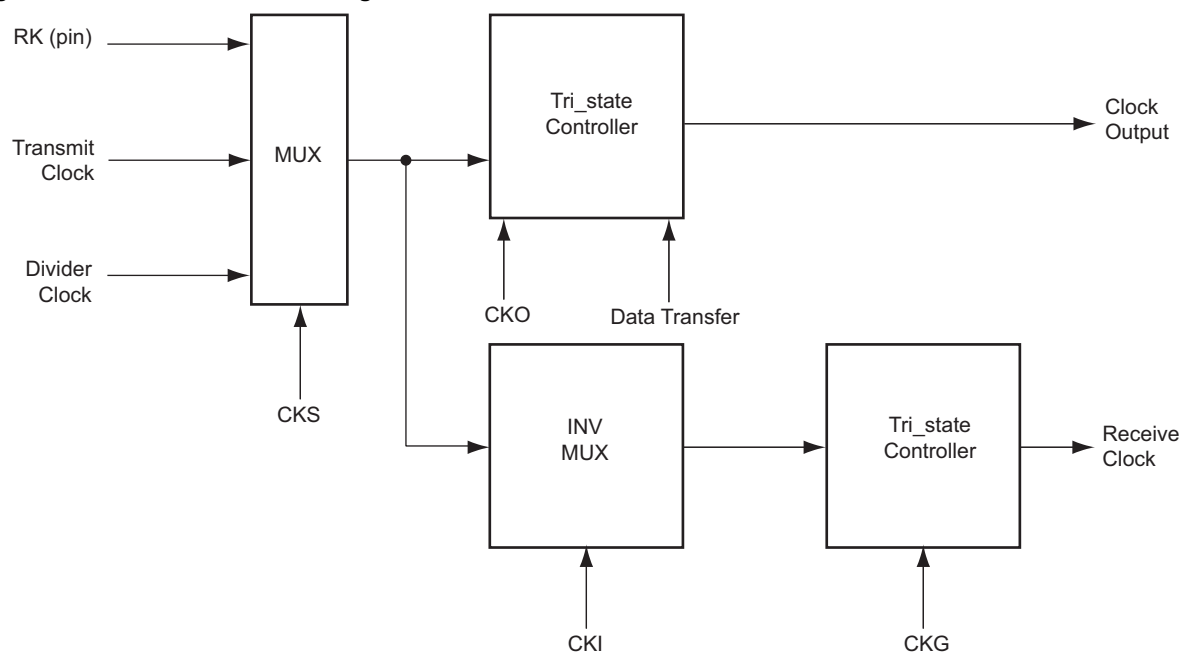 RK (pin)
Transmit
Clock
Divider
Clock
MUX
CKS
Tri_state
Controller
CKO
Data Transfer
Clock
Output
INV
MUX
CKI
Tri_state
Controller
CKG
Receive
Clock